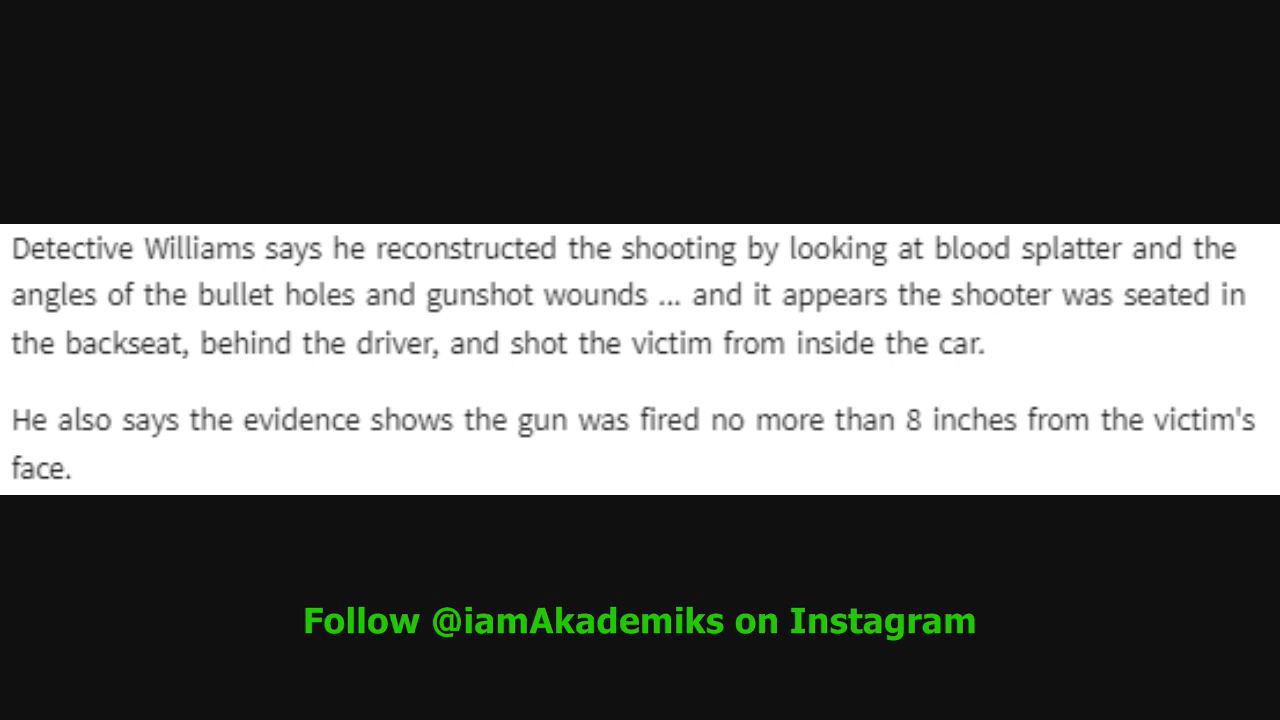 Detective Williams says he reconstructed the shooting by looking at blood splatter and the
angles of the bullet holes and gunshot wounds ... and it appears the shooter was seated in
the backseat, behind the driver, and shot the victim from inside the car.
He also says the evidence shows the gun was fired no more than 8 inches from the victim's
face.
Follow @iamAkademiks on Instagram